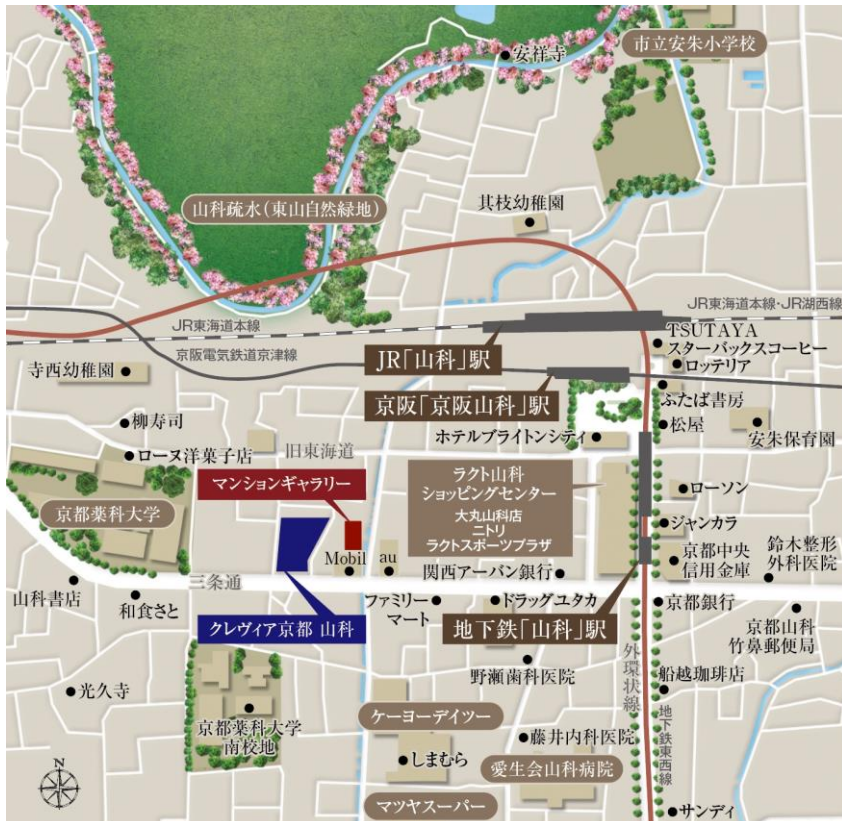 市立安朱小学校
安祥寺
山科疏水(東山自然緑地)
其枝幼稚園
JR東海道本線・JR湖西線
JR東海道本線
京阪電気鉄道京津線
JR「山科」駅
TSUTAYA
スターバックスコーヒー
ロッテリア
寺西幼稚園
京阪「京阪山科」駅
ふたば書房
柳寿司
松屋
安朱保育園
ホテルブライトンシティ
旧東海道
ローヌ洋菓子店
マンションギャラリー
ラクト山科
ショッピングセンター
大丸山科店
ニトリ
ラクトスポーツプラザ
ローソン
京都薬科大学
ジャンカラ
京都中央
信用金庫
鈴木整形
外科医院
Mobil
au
関西アーバン銀行
三条通
山科書店
和食さと
クレヴィア京都 山科
ファミリー
マート
ドラッグユタカ
地下鉄「山科」駅
京都銀行
京都山科
竹鼻郵便局
外環状線
野瀬歯科医院
船越珈琲店
光久寺
京都薬科大学
南校地
ケーヨーデイツー
地下鉄東西線
藤井内科医院
しまむら
愛生会山科病院
マツヤスーパー
サンディ
N